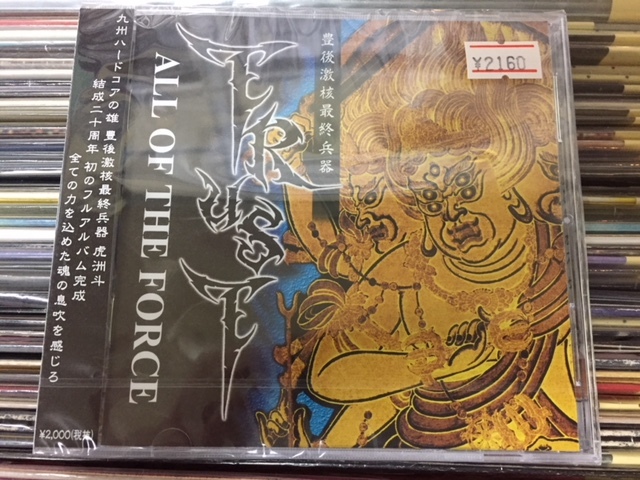 九州ハードコアの雄 豊後激核最終兵器 虎洲斗
結成二十周年 初のフルアルバム完成
全ての力を込めた魂の息吹を感じろ
ALL OF THE FORCE
¥2,000(税抜)
TRUST
豊後激核最終兵器
¥2160